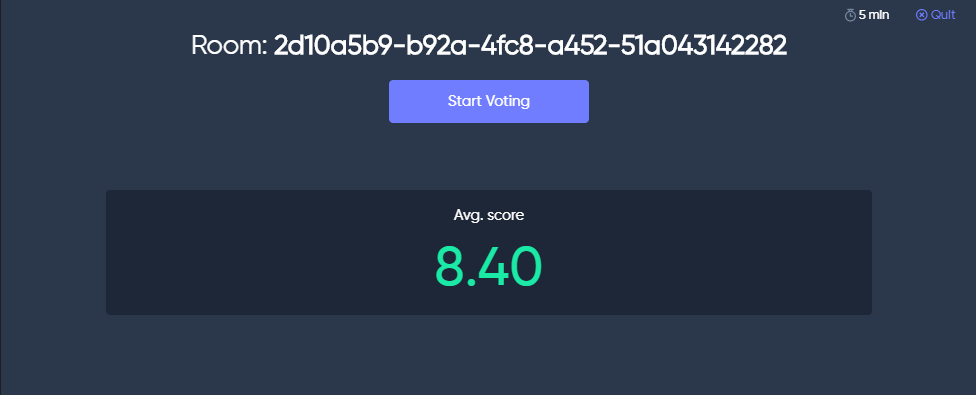 5 min Quit
Room: 2d10a5b9-b92a-4fc8-a452-51a043142282
Start Voting
Avg. score
8.40